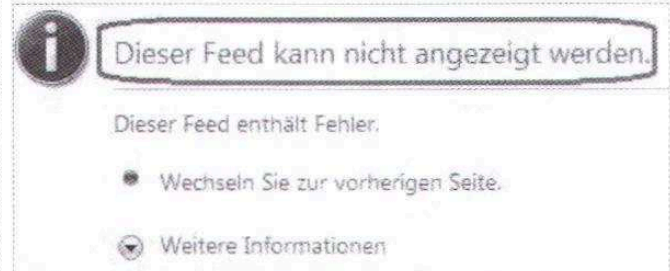 Dieser Feed kann nicht angezeigt werden.
Dieser Feed enthält Fehler.
Wechseln Sie zur vorherigen Seite.
Weitere Informationen